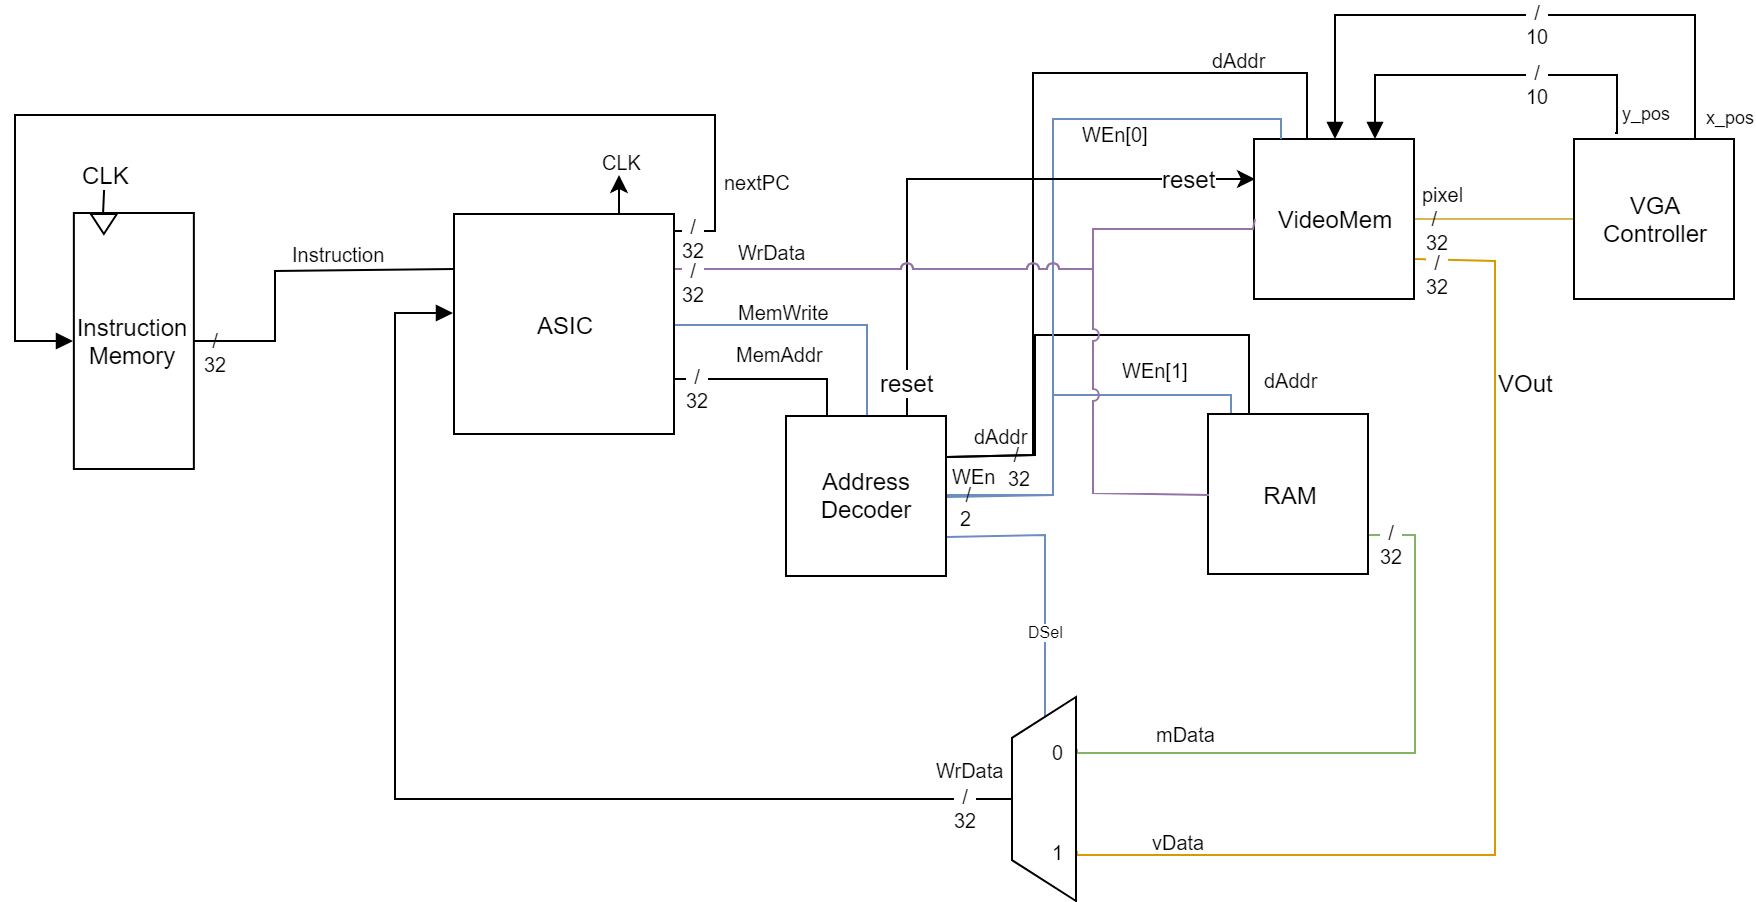 /
10
dAddr
/
10
y_pos
x_pos
WEn[0]
CLK
CLK
nextPC
reset
pixel
/
32
VideoMem
VGA
Controller
/
32
WrData
/
32
Instruction
/
32
ASIC
MemWrite
Instruction
Memory
/
32
MemAddr
/
32
reset
WEn[1]
dAddr
VOut
dAddr
/
32
WEn
/
2
Address
Decoder
RAM
/
32
DSel
mData
0
WrData
/
32
vData
1